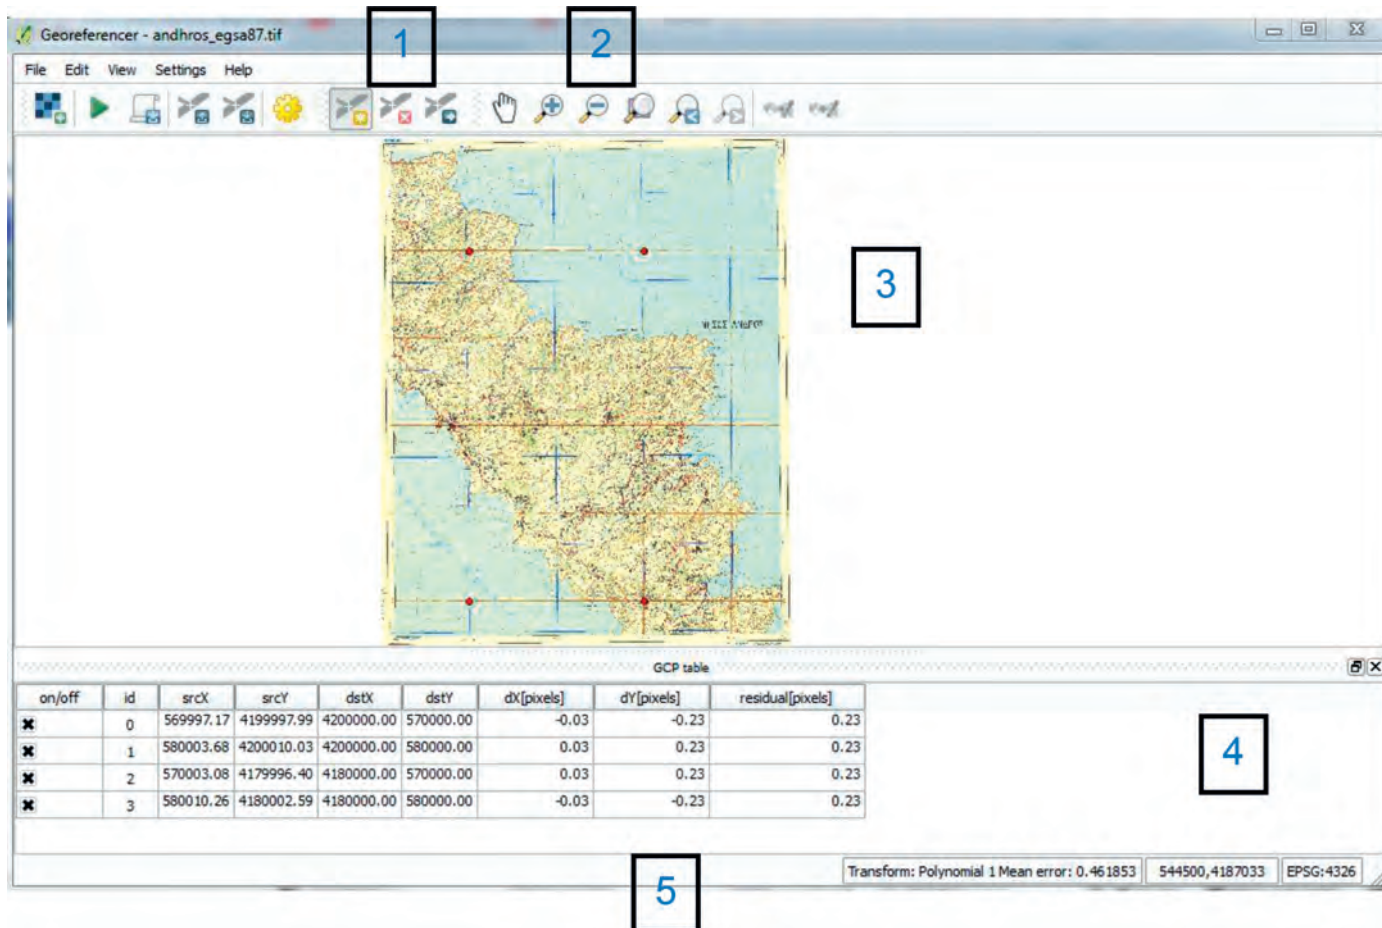 Georeferencer - andhros_egsa87.tif
1
2
File Edit View Settings Help
3
GCP table
on/off id srcX srcY dstX dstY dX[pixels] dY[pixels] residual[pixels]
0 569997.17 4199997.99 4200000.00 570000.00 -0.03 -0.23 0.23
1 580003.68 4200010.03 4200000.00 580000.00 0.03 0.23 0.23
2 570003.08 4179996.40 4180000.00 570000.00 0.03 0.23 0.23
3 580010.26 4180002.59 4180000.00 580000.00 -0.03 -0.23 0.23
4
Transform: Polynomial 1 Mean error: 0.461853 544500,4187033 EPSG:4326
5